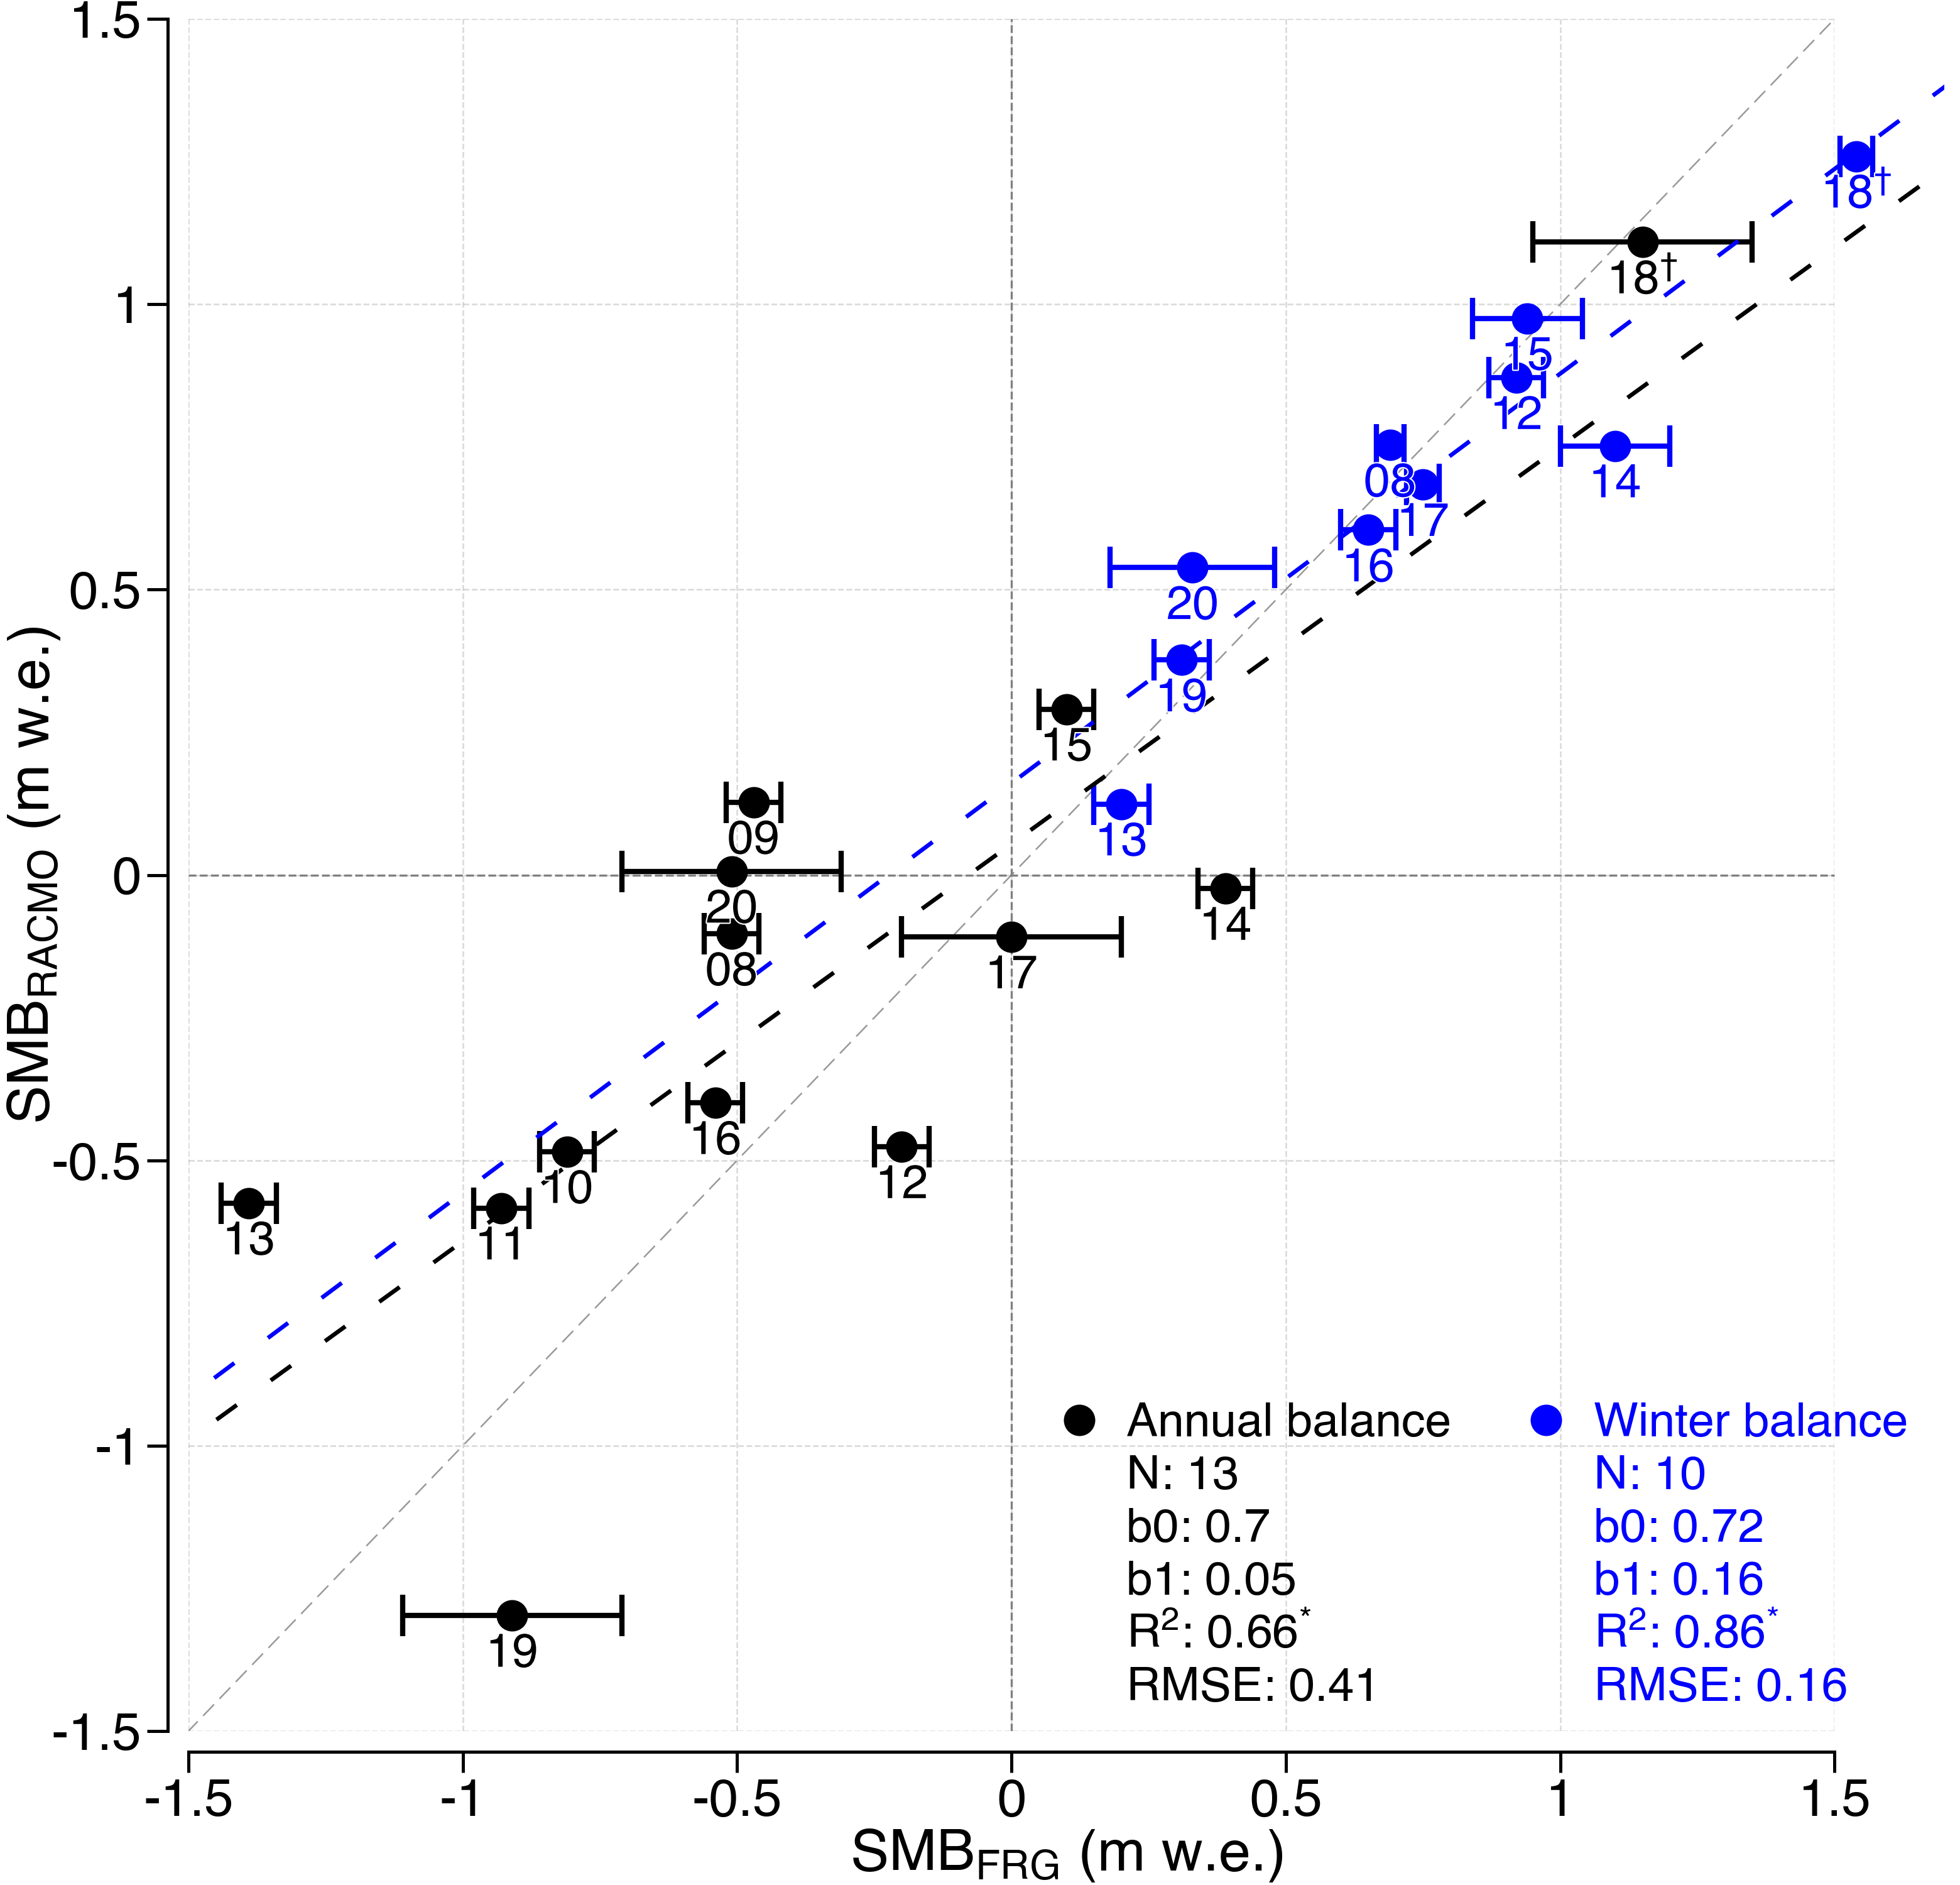 1.5
1
0.5
0
-0.5
-1
-1.5
SMB_RACMO (m w.e.)
18†
18†
15
12
08
14
17
16
20
19
15
13
09
20
14
08
17
16
12
10
13
11
19
Annual balance
N: 13
b0: 0.7
b1: 0.05
R²: 0.66*
RMSE: 0.41
Winter balance
N: 10
b0: 0.72
b1: 0.16
R²: 0.86*
RMSE: 0.16
-1.5 -1 -0.5 0 0.5 1 1.5
SMB_FRG (m w.e.)